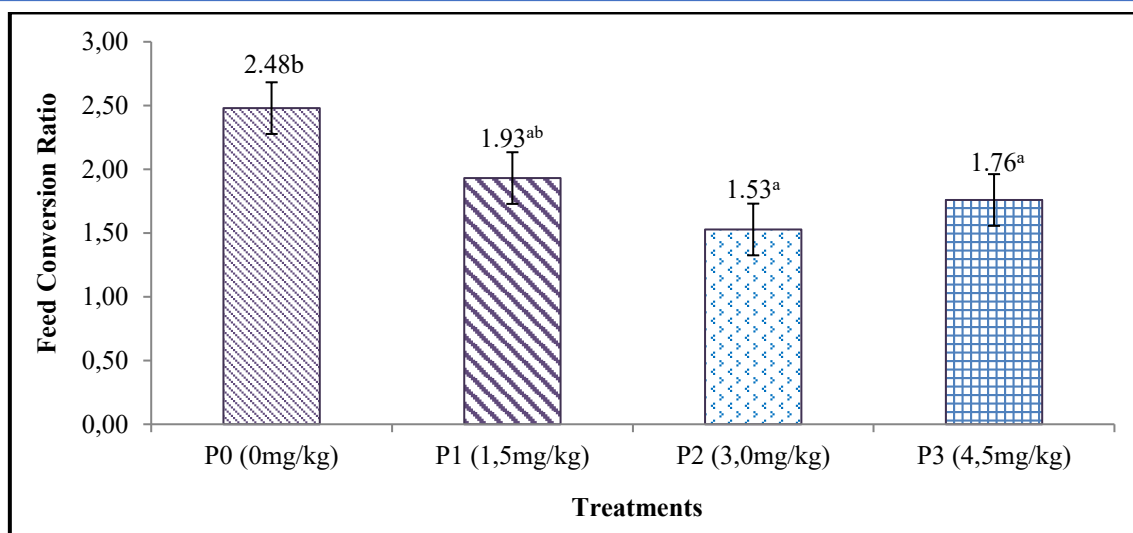 Feed Conversion Ratio
3,00
2,50
2,00
1,50
1,00
0,50
0,00
2.48b
1.93ᵃᵇ
1.53ᵃ
1.76ᵃ
P0 (0mg/kg)
P1 (1,5mg/kg)
P2 (3,0mg/kg)
P3 (4,5mg/kg)
Treatments